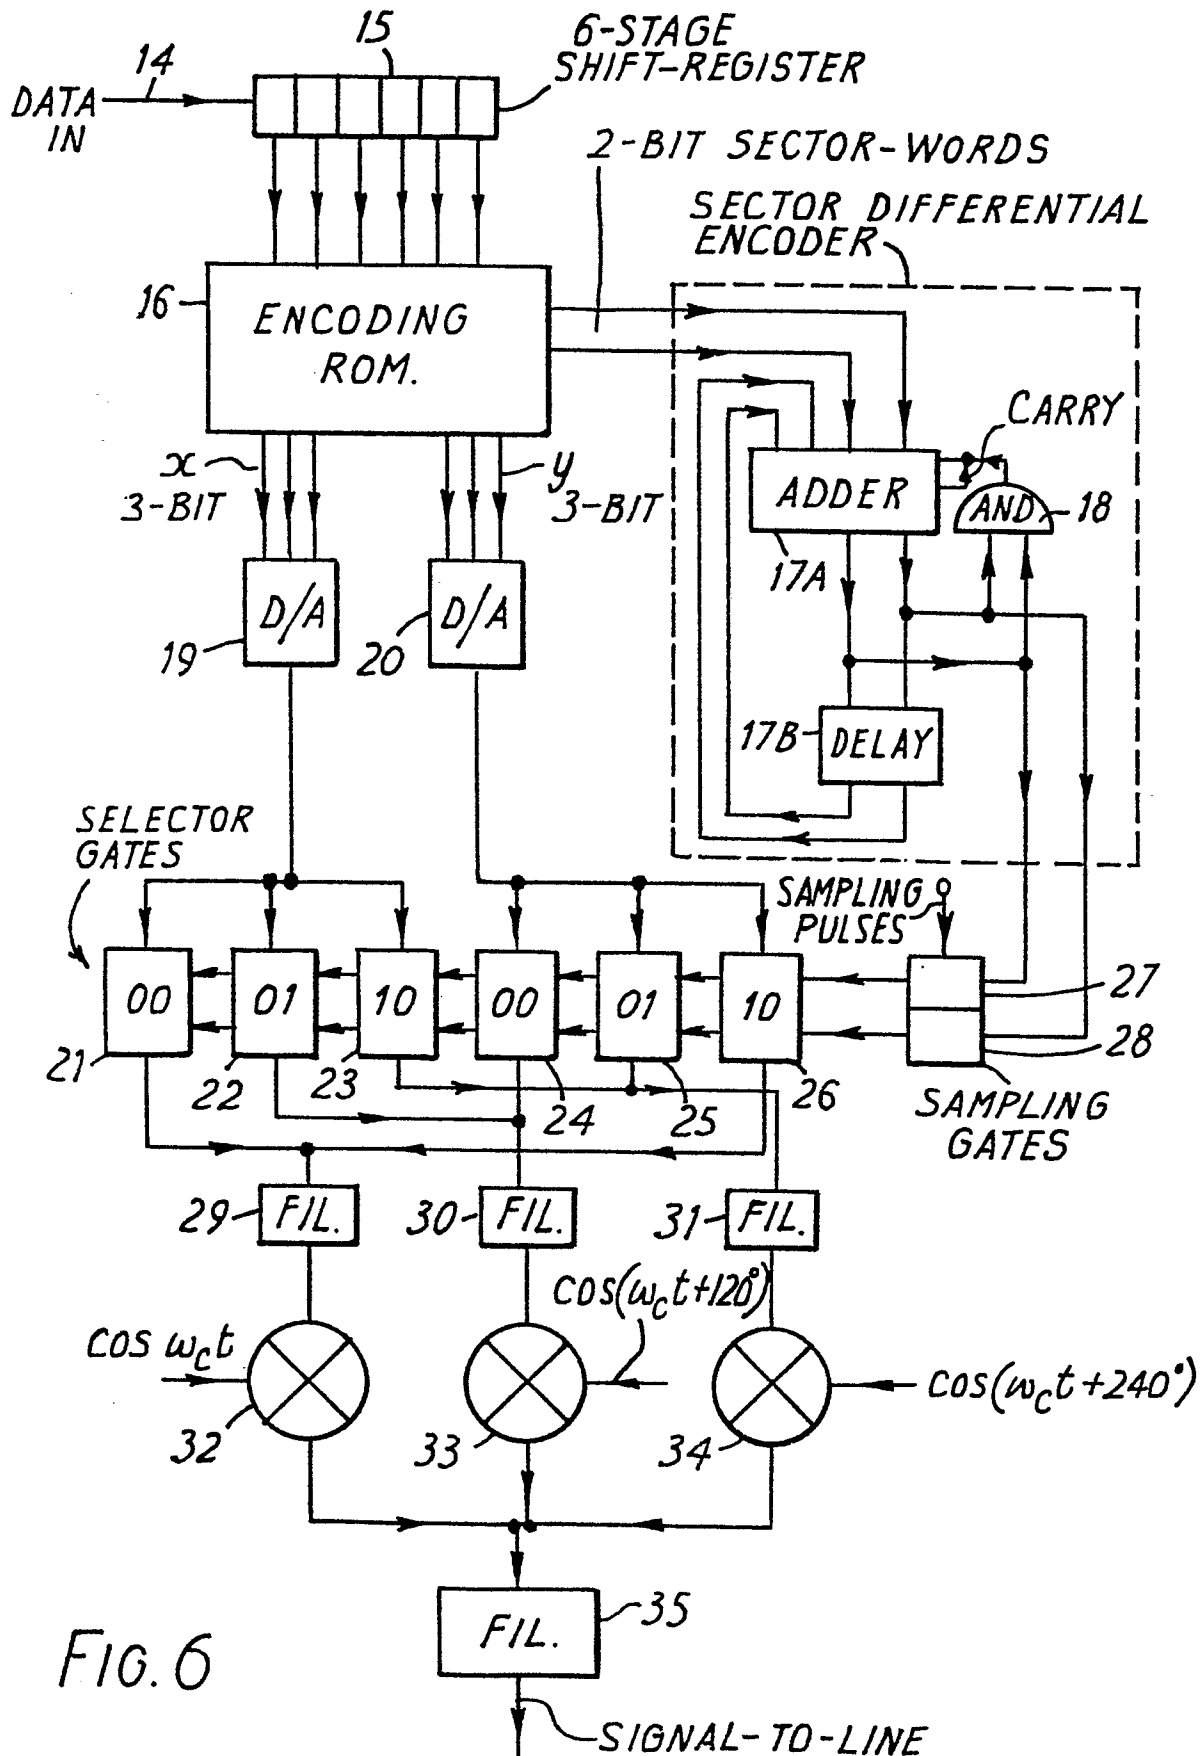 15
6-STAGE
SHIFT-REGISTER
14
DATA
IN
2-BIT SECTOR-WORDS
SECTOR DIFFERENTIAL
ENCODER
16
ENCODING
ROM.
CARRY
x
3-BIT
y
3-BIT
ADDER
AND
18
17A
D/A
D/A
19
20
17B
DELAY
SELECTOR
GATES
SAMPLING
PULSES
00
01
10
00
01
10
27
28
21
22
23
24
25
26
SAMPLING
GATES
29
FIL.
30
FIL.
31
FIL.
COS(ωct+120°)
COS ωct
COS(ωct+240°)
32
33
34
FIL.
35
FIG. 6
SIGNAL-TO-LINE